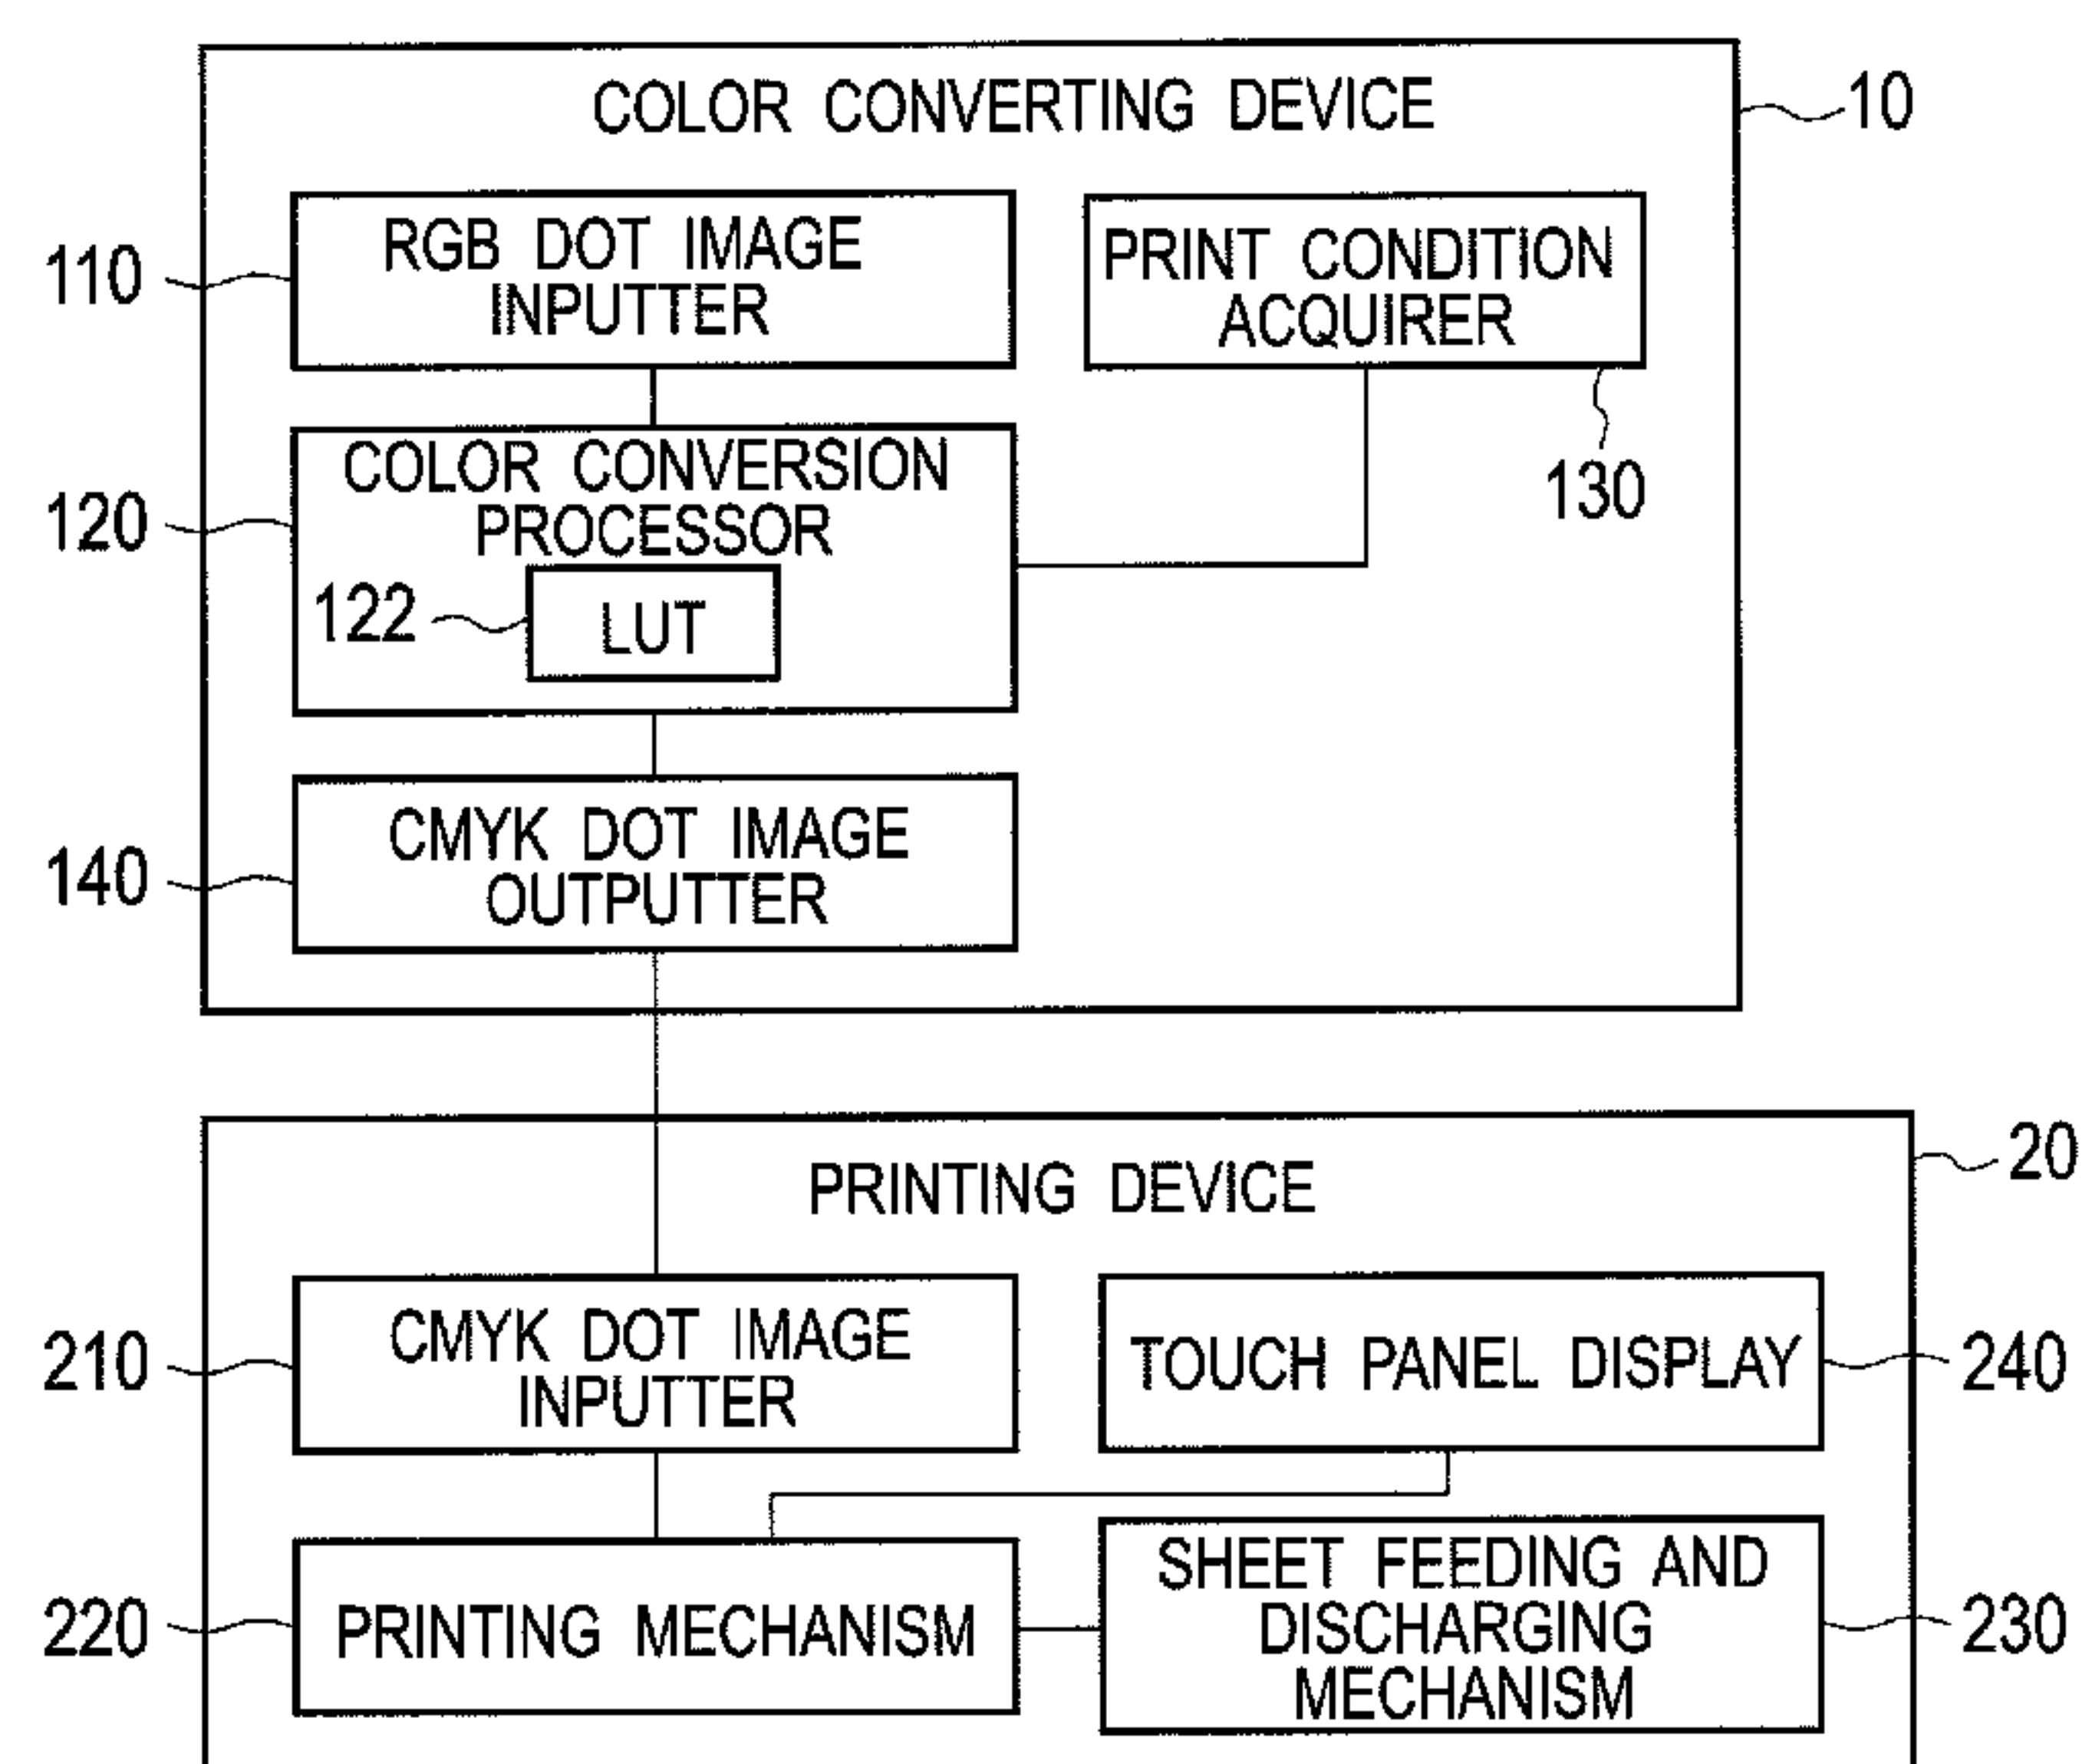 COLOR CONVERTING DEVICE
10
110
RGB DOT IMAGE
INPUTTER
PRINT CONDITION
ACQUIRER
130
120
COLOR CONVERSION
PROCESSOR
122
LUT
140
CMYK DOT IMAGE
OUTPUTTER
PRINTING DEVICE
20
210
CMYK DOT IMAGE
INPUTTER
TOUCH PANEL DISPLAY
240
220
PRINTING MECHANISM
SHEET FEEDING AND
DISCHARGING
MECHANISM
230